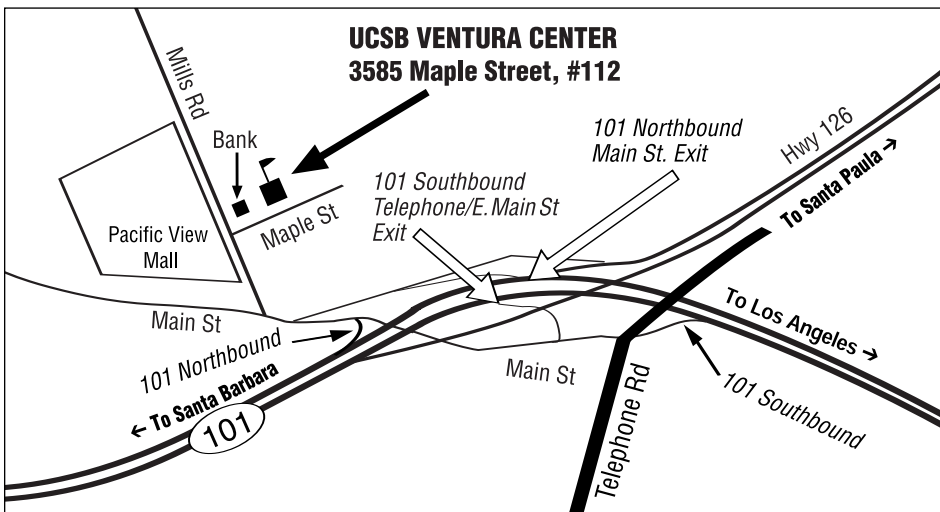 UCSB VENTURA CENTER
3585 Maple Street, #112
Mills Rd
Bank
101 Northbound
Main St. Exit
Hwy 126
To Santa Paula →
101 Southbound
Telephone/E. Main St
Exit
Maple St
Pacific View
Mall
Main St
To Los Angeles →
101 Northbound
Main St
← To Santa Barbara
101
Telephone Rd
101 Southbound